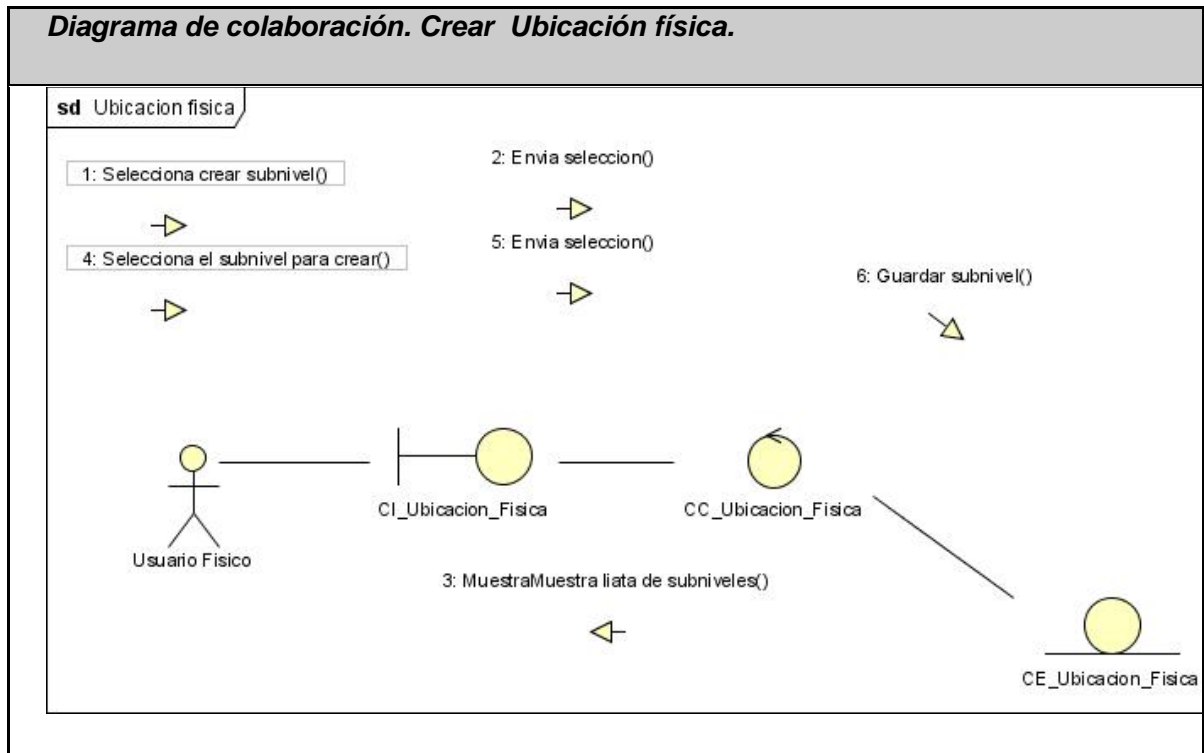 Diagrama de colaboración. Crear Ubicación física.
sd Ubicacion fisica
1: Selecciona crear subnivel()
2: Envia seleccion()
4: Selecciona el subnivel para crear()
5: Envia seleccion()
6: Guardar subnivel()
CI_Ubicacion_Fisica
CC_Ubicacion_Fisica
Usuario Fisico
3: MuestraMuestra liata de subniveles()
CE_Ubicacion_Fisica